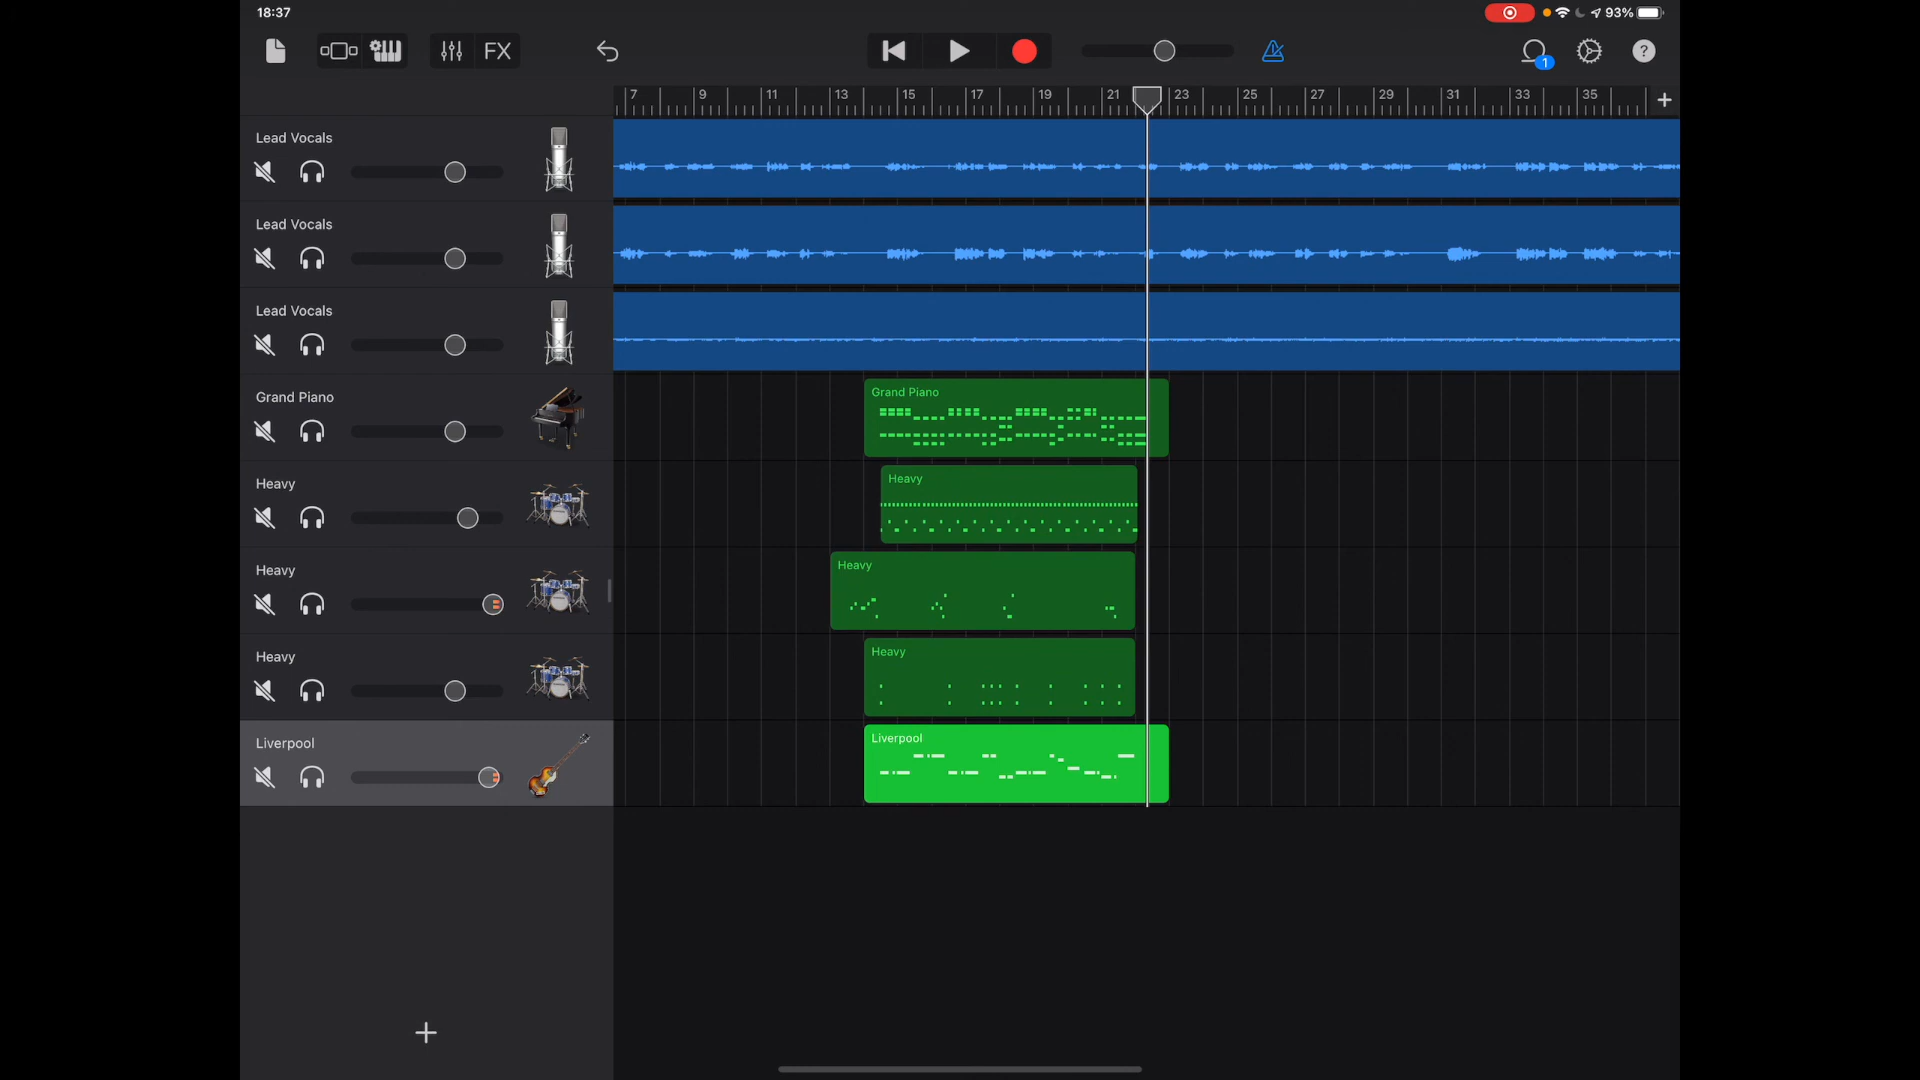 18:37
93%
FX
1
?
7 9 11 13 15 17 19 21 23 25 27 29 31 33 35
Lead Vocals
Lead Vocals
Lead Vocals
Grand Piano
Grand Piano
Heavy
Heavy
Heavy
Heavy
Heavy
Heavy
Liverpool
Liverpool